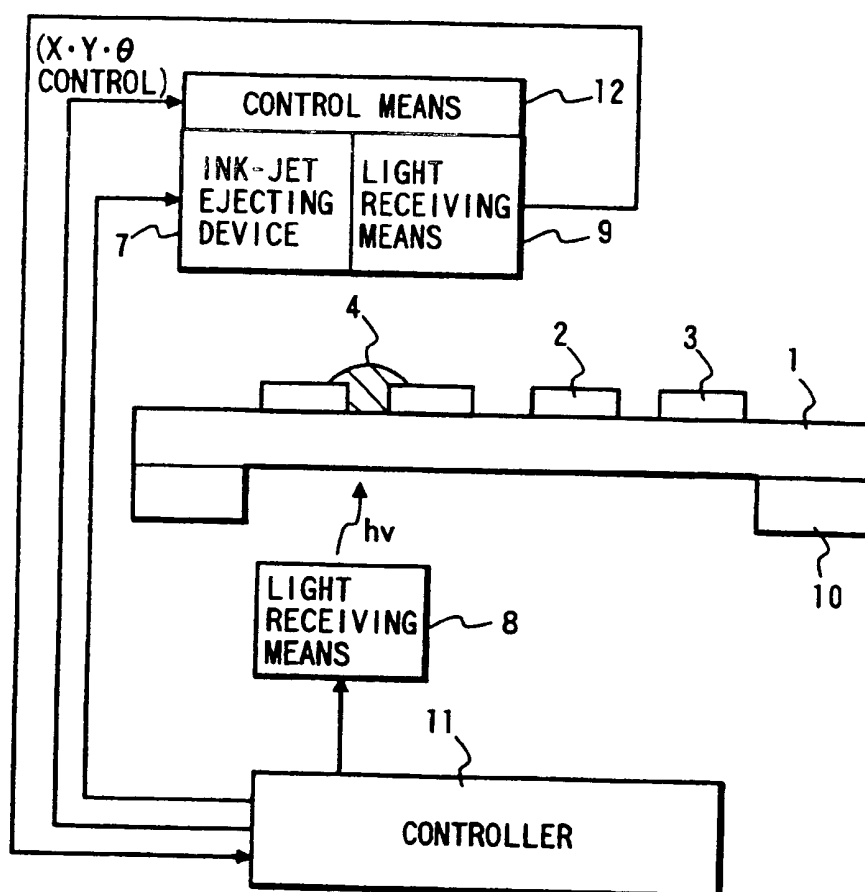 (X·Y·θ
CONTROL)
CONTROL MEANS
12
INK-JET
EJECTING
DEVICE
LIGHT
RECEIVING
MEANS
7
9
4
2
3
1
hν
10
LIGHT
RECEIVING
MEANS
8
11
CONTROLLER